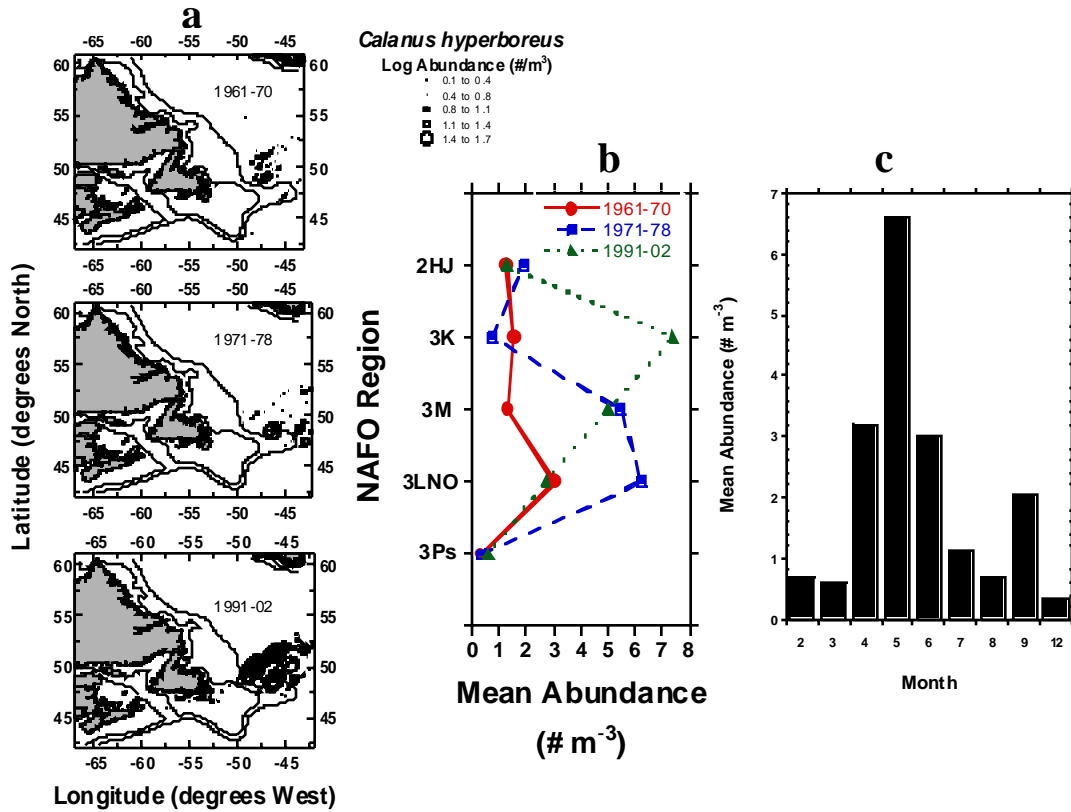 a
-65 -60 -55 -50 -45
60 60
1961-70
55 55
50 50
45 45
-65 -60 -55 -50 -45
-65 -60 -55 -50 -45
60 60
1971-78
55 55
50 50
45 45
-65 -60 -55 -50 -45
-65 -60 -55 -50 -45
60 60
1991-02
55 55
50 50
45 45
-65 -60 -55 -50 -45
Latitude (degrees North)
Longitude (degrees West)
Calanus hyperboreus
Log Abundance (#/m³)
0.1 to 0.4
0.4 to 0.8
0.8 to 1.1
1.1 to 1.4
1.4 to 1.7
b
1961-70
1971-78
1991-02
2HJ
3K
3M
3LNO
3Ps
NAFO Region
0 1 2 3 4 5 6 7 8
Mean Abundance
(# m⁻³)
c
7
6
5
4
3
2
1
0
Mean Abundance (# m⁻³)
2 3 4 5 6 7 8 9 12
Month